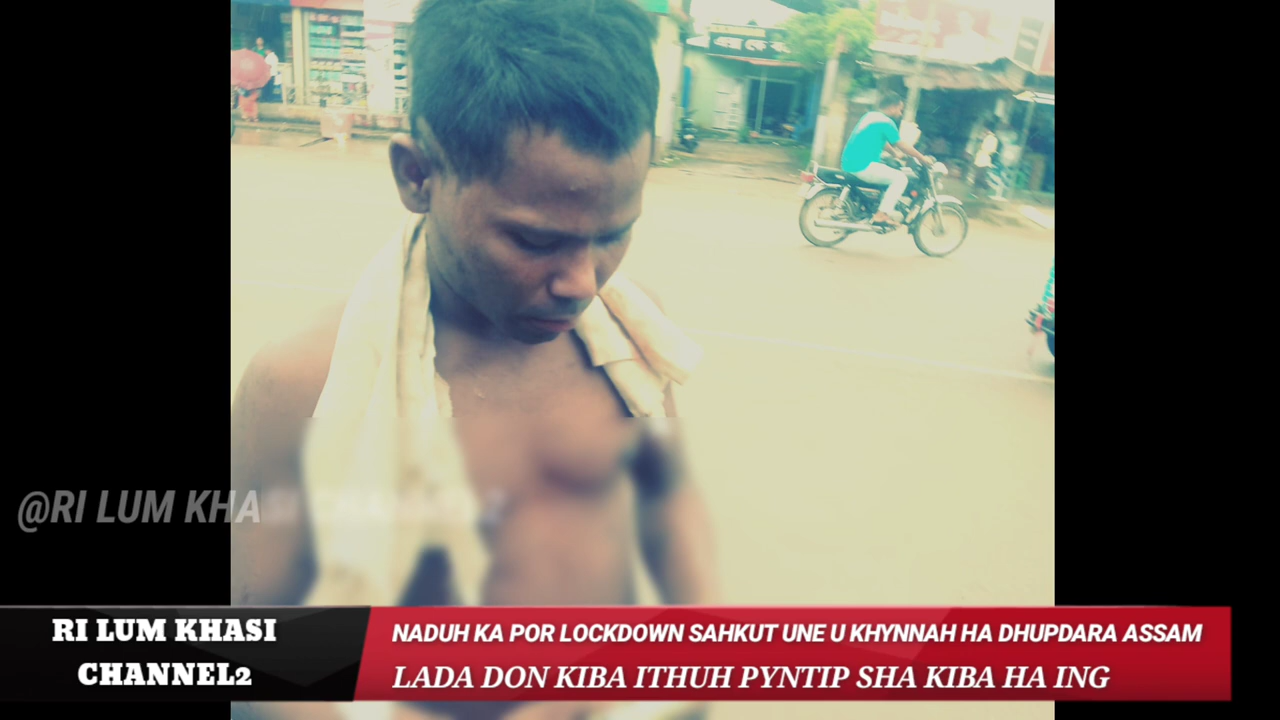 @RI LUM KHASI
RI LUM KHASI
CHANNEL2
NADUH KA POR LOCKDOWN SAHKUT UNE U KHYNNAH HA DHUPDARA ASSAM
LADA DON KIBA ITHUH PYNTIP SHA KIBA HA ING